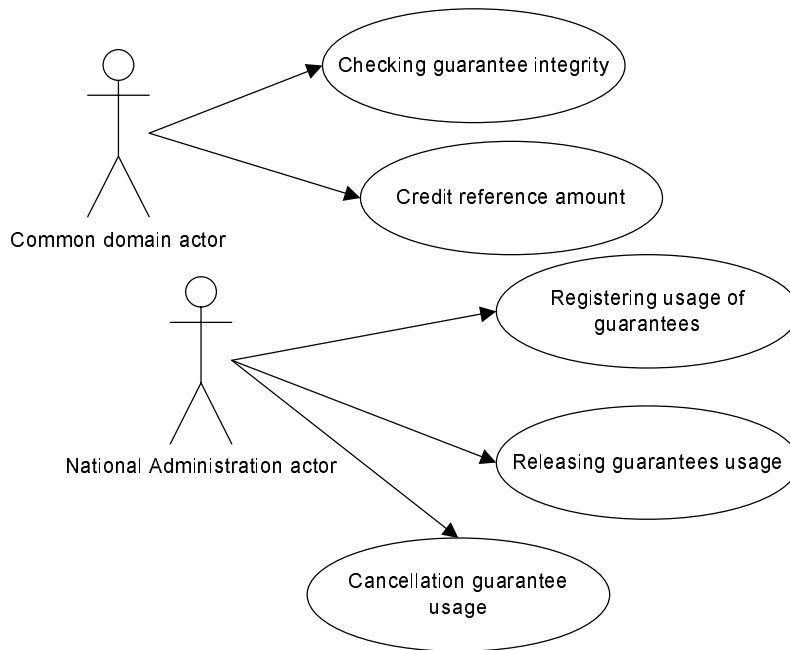 Checking guarantee integrity
Credit reference amount
Common domain actor
Registering usage of
guarantees
Releasing guarantees usage
National Administration actor
Cancellation guarantee
usage